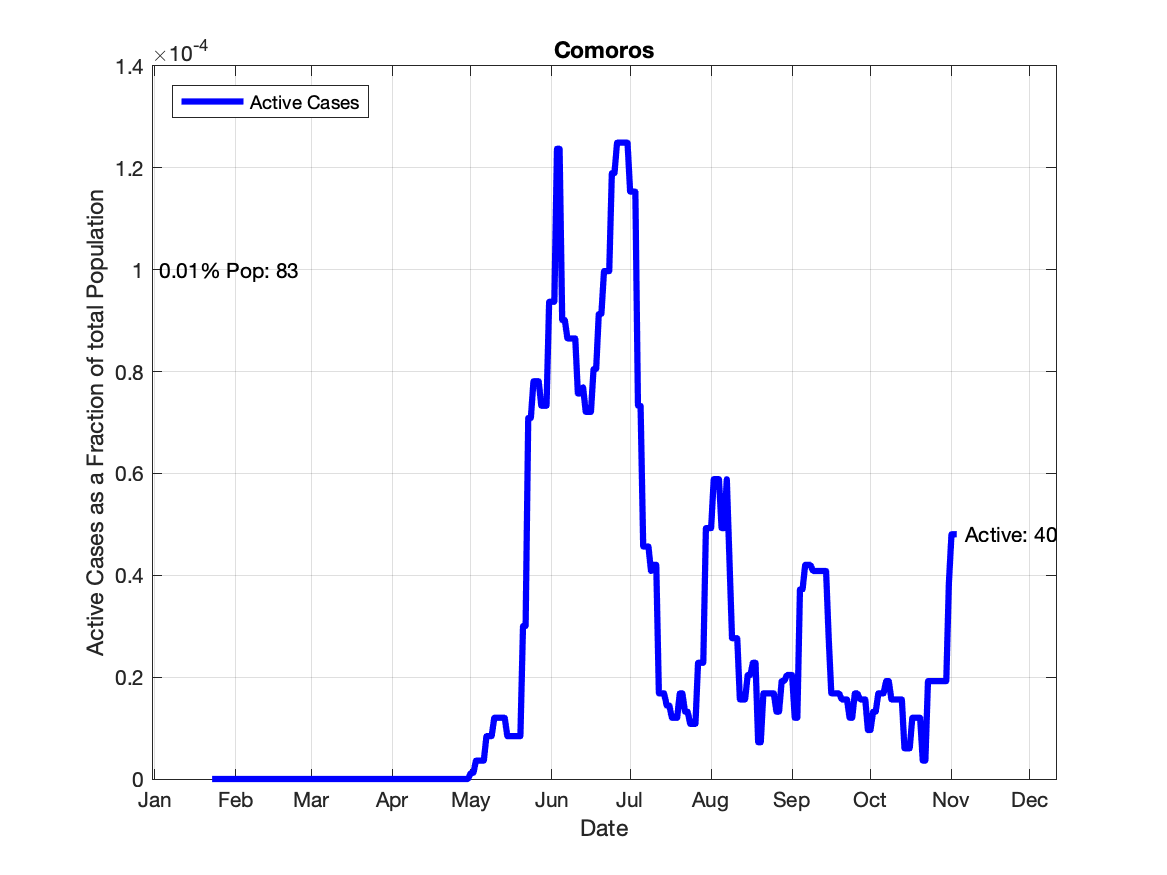 Comoros
×10-4
1.4
1.2
1
0.8
0.6
0.4
0.2
0
Active Cases
0.01% Pop: 83
Active: 40
Active Cases as a Fraction of total Population
Jan Feb Mar Apr May Jun Jul Aug Sep Oct Nov Dec
Date